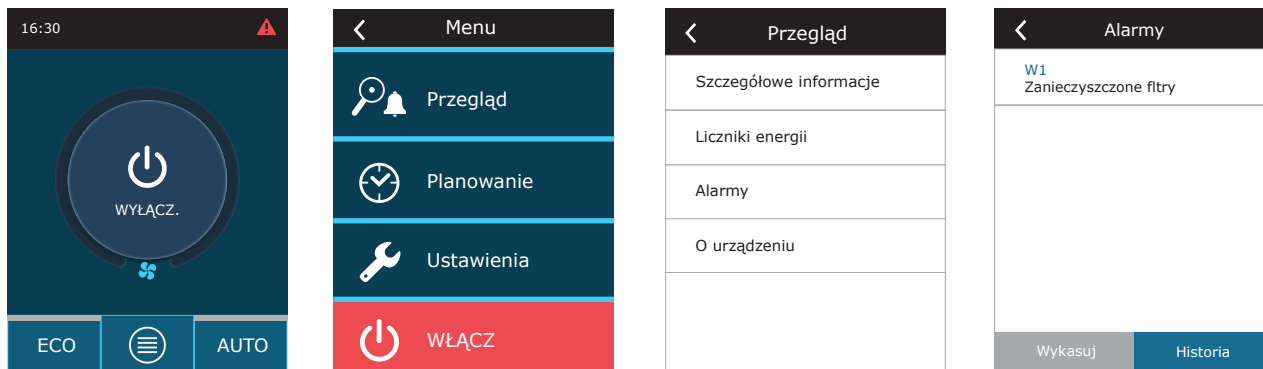 16:30
WYŁĄCZ.
ECO
AUTO
Menu
Przegląd
Planowanie
Ustawienia
WŁĄCZ
Przegląd
Szczegółowe informacje
Liczniki energii
Alarmy
O urządzeniu
Alarmy
W1
Zanieczyszczone fltry
Wykasuj
Historia